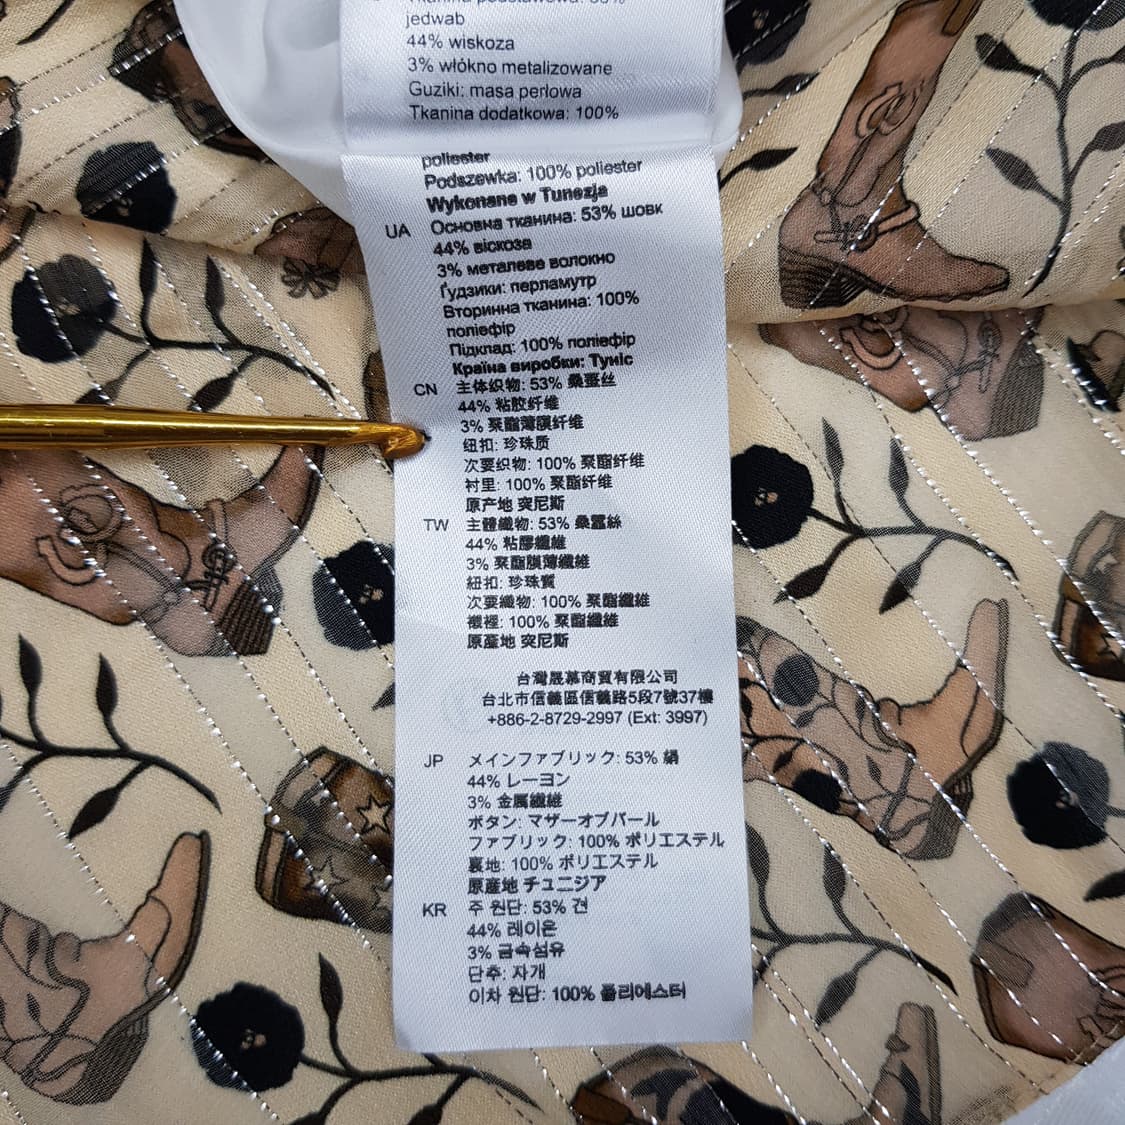 jedwab
44% wiskoza
3% włókno metalizowane
Guziki: masa perłowa
Tkanina dodatkowa: 100%
poliester
Podszewka: 100% poliester
Wykonane w Tunezja
UA Основна тканина: 53% шовк
44% віскоза
3% металеве волокно
Ґудзики: перламутр
Вторинна тканина: 100%
поліефір
Підклад: 100% поліефір
Країна виробки: Туніс
CN 主体织物: 53% 桑蚕丝
44% 粘胶纤维
3% 聚酯薄膜纤维
纽扣: 珍珠质
次要织物: 100% 聚酯纤维
衬里: 100% 聚酯纤维
原产地 突尼斯
TW 主體織物: 53% 桑蠶絲
44% 粘膠纖維
3% 聚酯膜薄纖維
紐扣: 珍珠質
次要織物: 100% 聚酯纖維
襯裡: 100% 聚酯纖維
原產地 突尼斯
台灣晟慕商貿有限公司
台北市信義區信義路5段7號37樓
+886-2-8729-2997 (Ext: 3997)
JP メインファブリック: 53% 絹
44% レーヨン
3% 金属繊維
ボタン: マザーオブパール
ファブリック: 100% ポリエステル
裏地: 100% ポリエステル
原産地 チュニジア
KR 주 원단: 53% 견
44% 레이온
3% 금속섬유
단추: 자개
이차 원단: 100% 폴리에스터